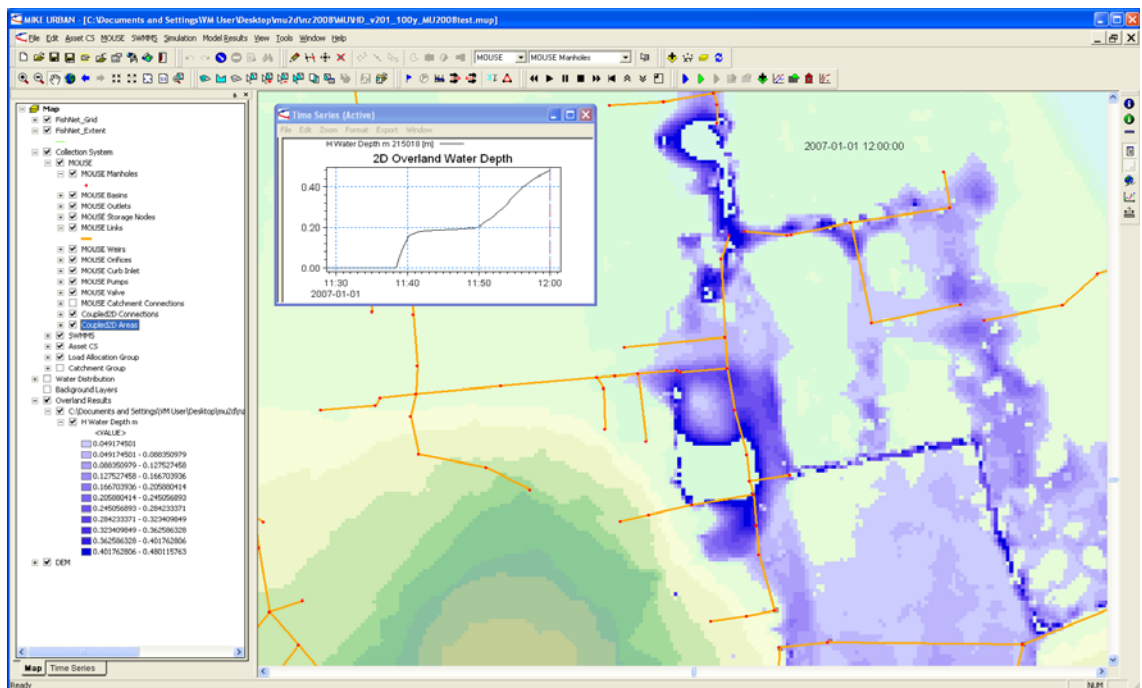 MIKE URBAN - [C:\Documents and Settings\VM User\Desktop\mu2d\nz2008\MUVHD_v201_100y_MU2008test.mup]
File Edit Asset CS MOUSE SWMM5 Simulation Model Results View Tools Window Help
MOUSE MOUSE Manholes
Map
FishNet_Grid
FishNet_Extent
Collection System
MOUSE
MOUSE Manholes
MOUSE Basins
MOUSE Outlets
MOUSE Storage Nodes
MOUSE Links
MOUSE Weirs
MOUSE Orifices
MOUSE Curb Inlet
MOUSE Pumps
MOUSE Valve
MOUSE Catchment Connections
Coupled2D Connections
Coupled2D Areas
SWMM5
Asset CS
Load Allocation Group
Catchment Group
Water Distribution
Background Layers
Overland Results
C:\Documents and Settings\VM User\Desktop\mu2d\nz
H Water Depth m
<VALUE>
0.049174501
0.049174501 - 0.088350979
0.088350979 - 0.127527458
0.127527458 - 0.166703936
0.166703936 - 0.205880414
0.205880414 - 0.245056893
0.245056893 - 0.284233371
0.284233371 - 0.323409849
0.323409849 - 0.362586328
0.362586328 - 0.401762806
0.401762806 - 0.480115763
DEM
Map Time Series
Ready
Time Series (Active)
File Edit Zoom Format Export Window
H Water Depth m 215018 [m]
2D Overland Water Depth
0.40
0.20
0.00
11:30 11:40 11:50 12:00
2007-01-01
2007-01-01 12:00:00
NUM